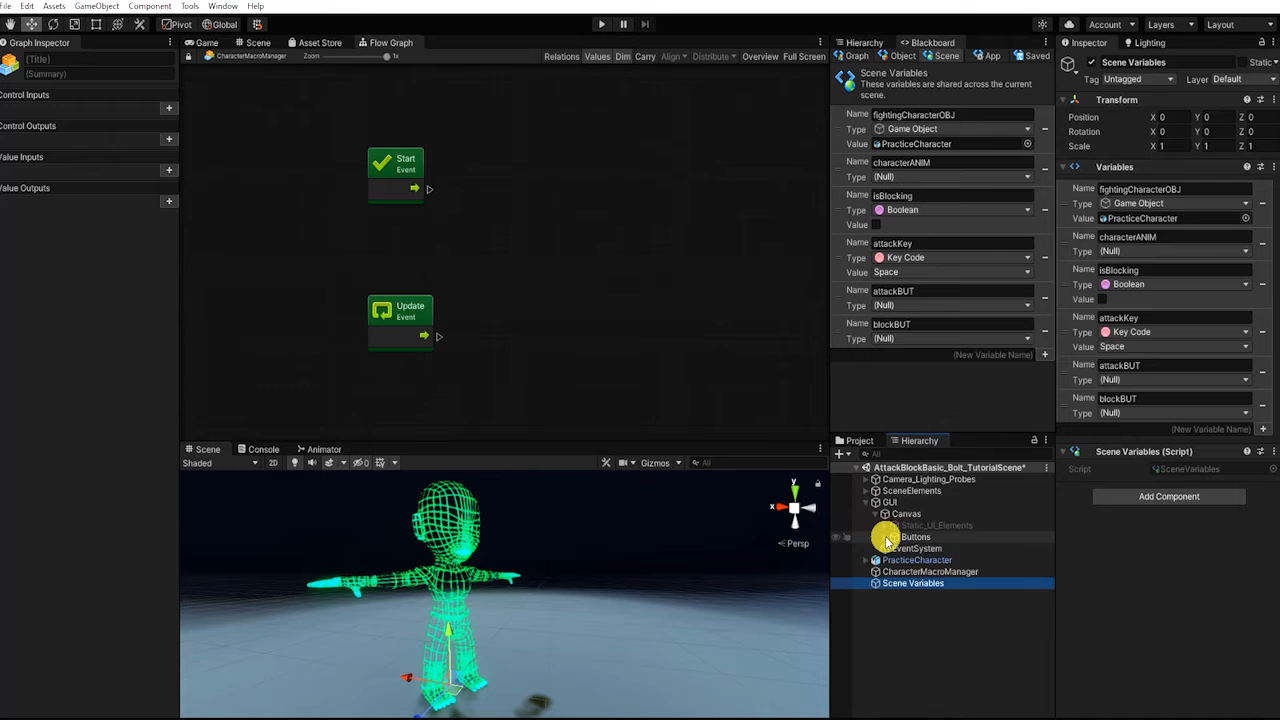 File Edit Assets GameObject Component Tools Window Help
Pivot Global Account Layers Layout
Graph Inspector
(Title)
(Summary)
Control Inputs
+
Control Outputs
+
Value Inputs
+
Value Outputs
+
Game Scene Asset Store Flow Graph
CharacterMacroManager Zoom 1x Relations Values Dim Carry Align Distribute Overview Full Screen
Start
Event
Update
Event
Hierarchy Blackboard
Graph Object Scene App Saved
Scene Variables
These variables are shared across the current
scene.
Name fightingCharacterOBJ
Type Game Object
Value PracticeCharacter
Name characterANIM
Type (Null)
Name isBlocking
Type Boolean
Value
Name attackKey
Type Key Code
Value Space
Name attackBUT
Type (Null)
Name blockBUT
Type (Null)
(New Variable Name) +
Inspector Lighting
Scene Variables Static
Tag Untagged Layer Default
Transform
Position X 0 Y 0 Z 0
Rotation X 0 Y 0 Z 0
Scale X 1 Y 1 Z 1
Variables
Name fightingCharacterOBJ
Type Game Object
Value PracticeCharacter
Name characterANIM
Type (Null)
Name isBlocking
Type Boolean
Value
Name attackKey
Type Key Code
Value Space
Name attackBUT
Type (Null)
Name blockBUT
Type (Null)
(New Variable Name) +
Scene Variables (Script)
Script SceneVariables
Add Component
Scene Console Animator
Shaded 2D 0 Gizmos All
y
x
Persp
Project Hierarchy
+ All
AttackBlockBasic_Bolt_TutorialScene*
Camera_Lighting_Probes
SceneElements
GUI
Canvas
Static_UI_Elements
Buttons
EventSystem
PracticeCharacter
CharacterMacroManager
Scene Variables